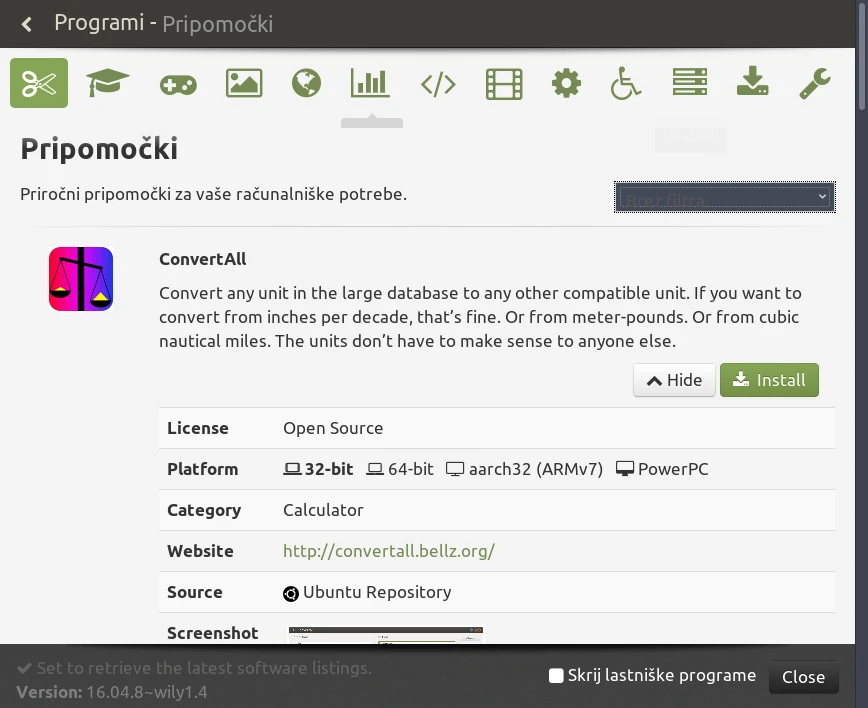 Programi - Pripomočki
Pripomočki
Priročni pripomočki za vaše računalniške potrebe.
Brez filtra
ConvertAll
Convert any unit in the large database to any other compatible unit. If you want to
convert from inches per decade, that’s fine. Or from meter-pounds. Or from cubic
nautical miles. The units don’t have to make sense to anyone else.
Hide Install
License Open Source
Platform 32-bit 64-bit aarch32 (ARMv7) PowerPC
Category Calculator
Website http://convertall.bellz.org/
Source Ubuntu Repository
Screenshot
Set to retrieve the latest software listings.
Version: 16.04.8~wily1.4
Skrij lastniške programe Close